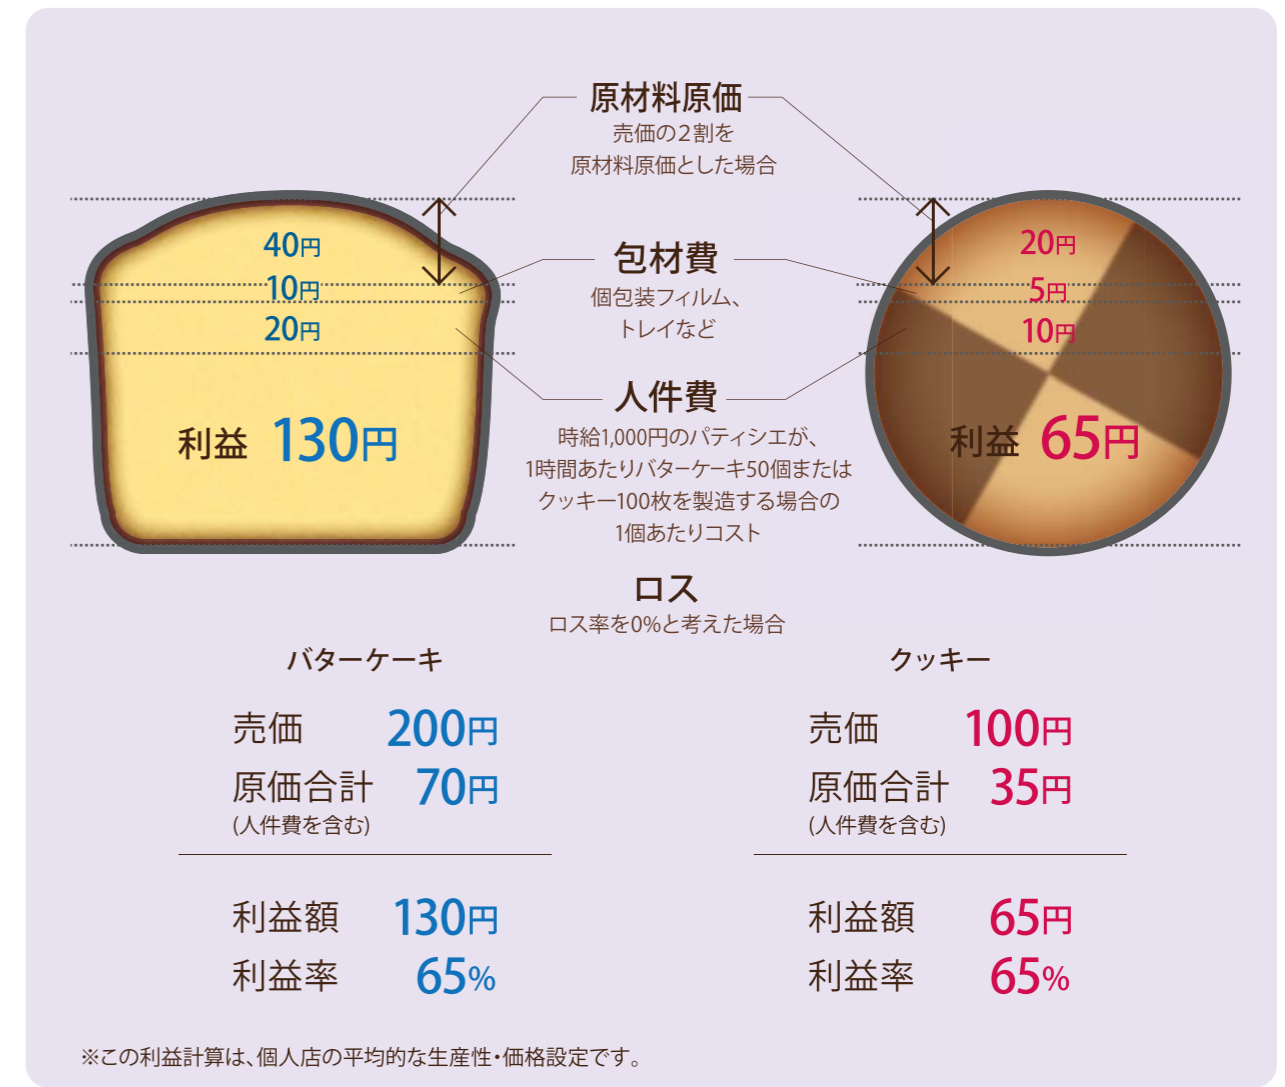 原材料原価
売価の2割を
原材料原価とした場合
40円
10円
20円
利益 130円
包材費
個包装フィルム、
トレイなど
人件費
時給1,000円のパティシエが、
1時間あたりバターケーキ50個または
クッキー100枚を製造する場合の
1個あたりコスト
20円
5円
10円
利益 65円
ロス
ロス率を0%と考えた場合
バターケーキ
売価 200円
原価合計 70円
(人件費を含む)
利益額 130円
利益率 65%
クッキー
売価 100円
原価合計 35円
(人件費を含む)
利益額 65円
利益率 65%
※この利益計算は、個人店の平均的な生産性・価格設定です。